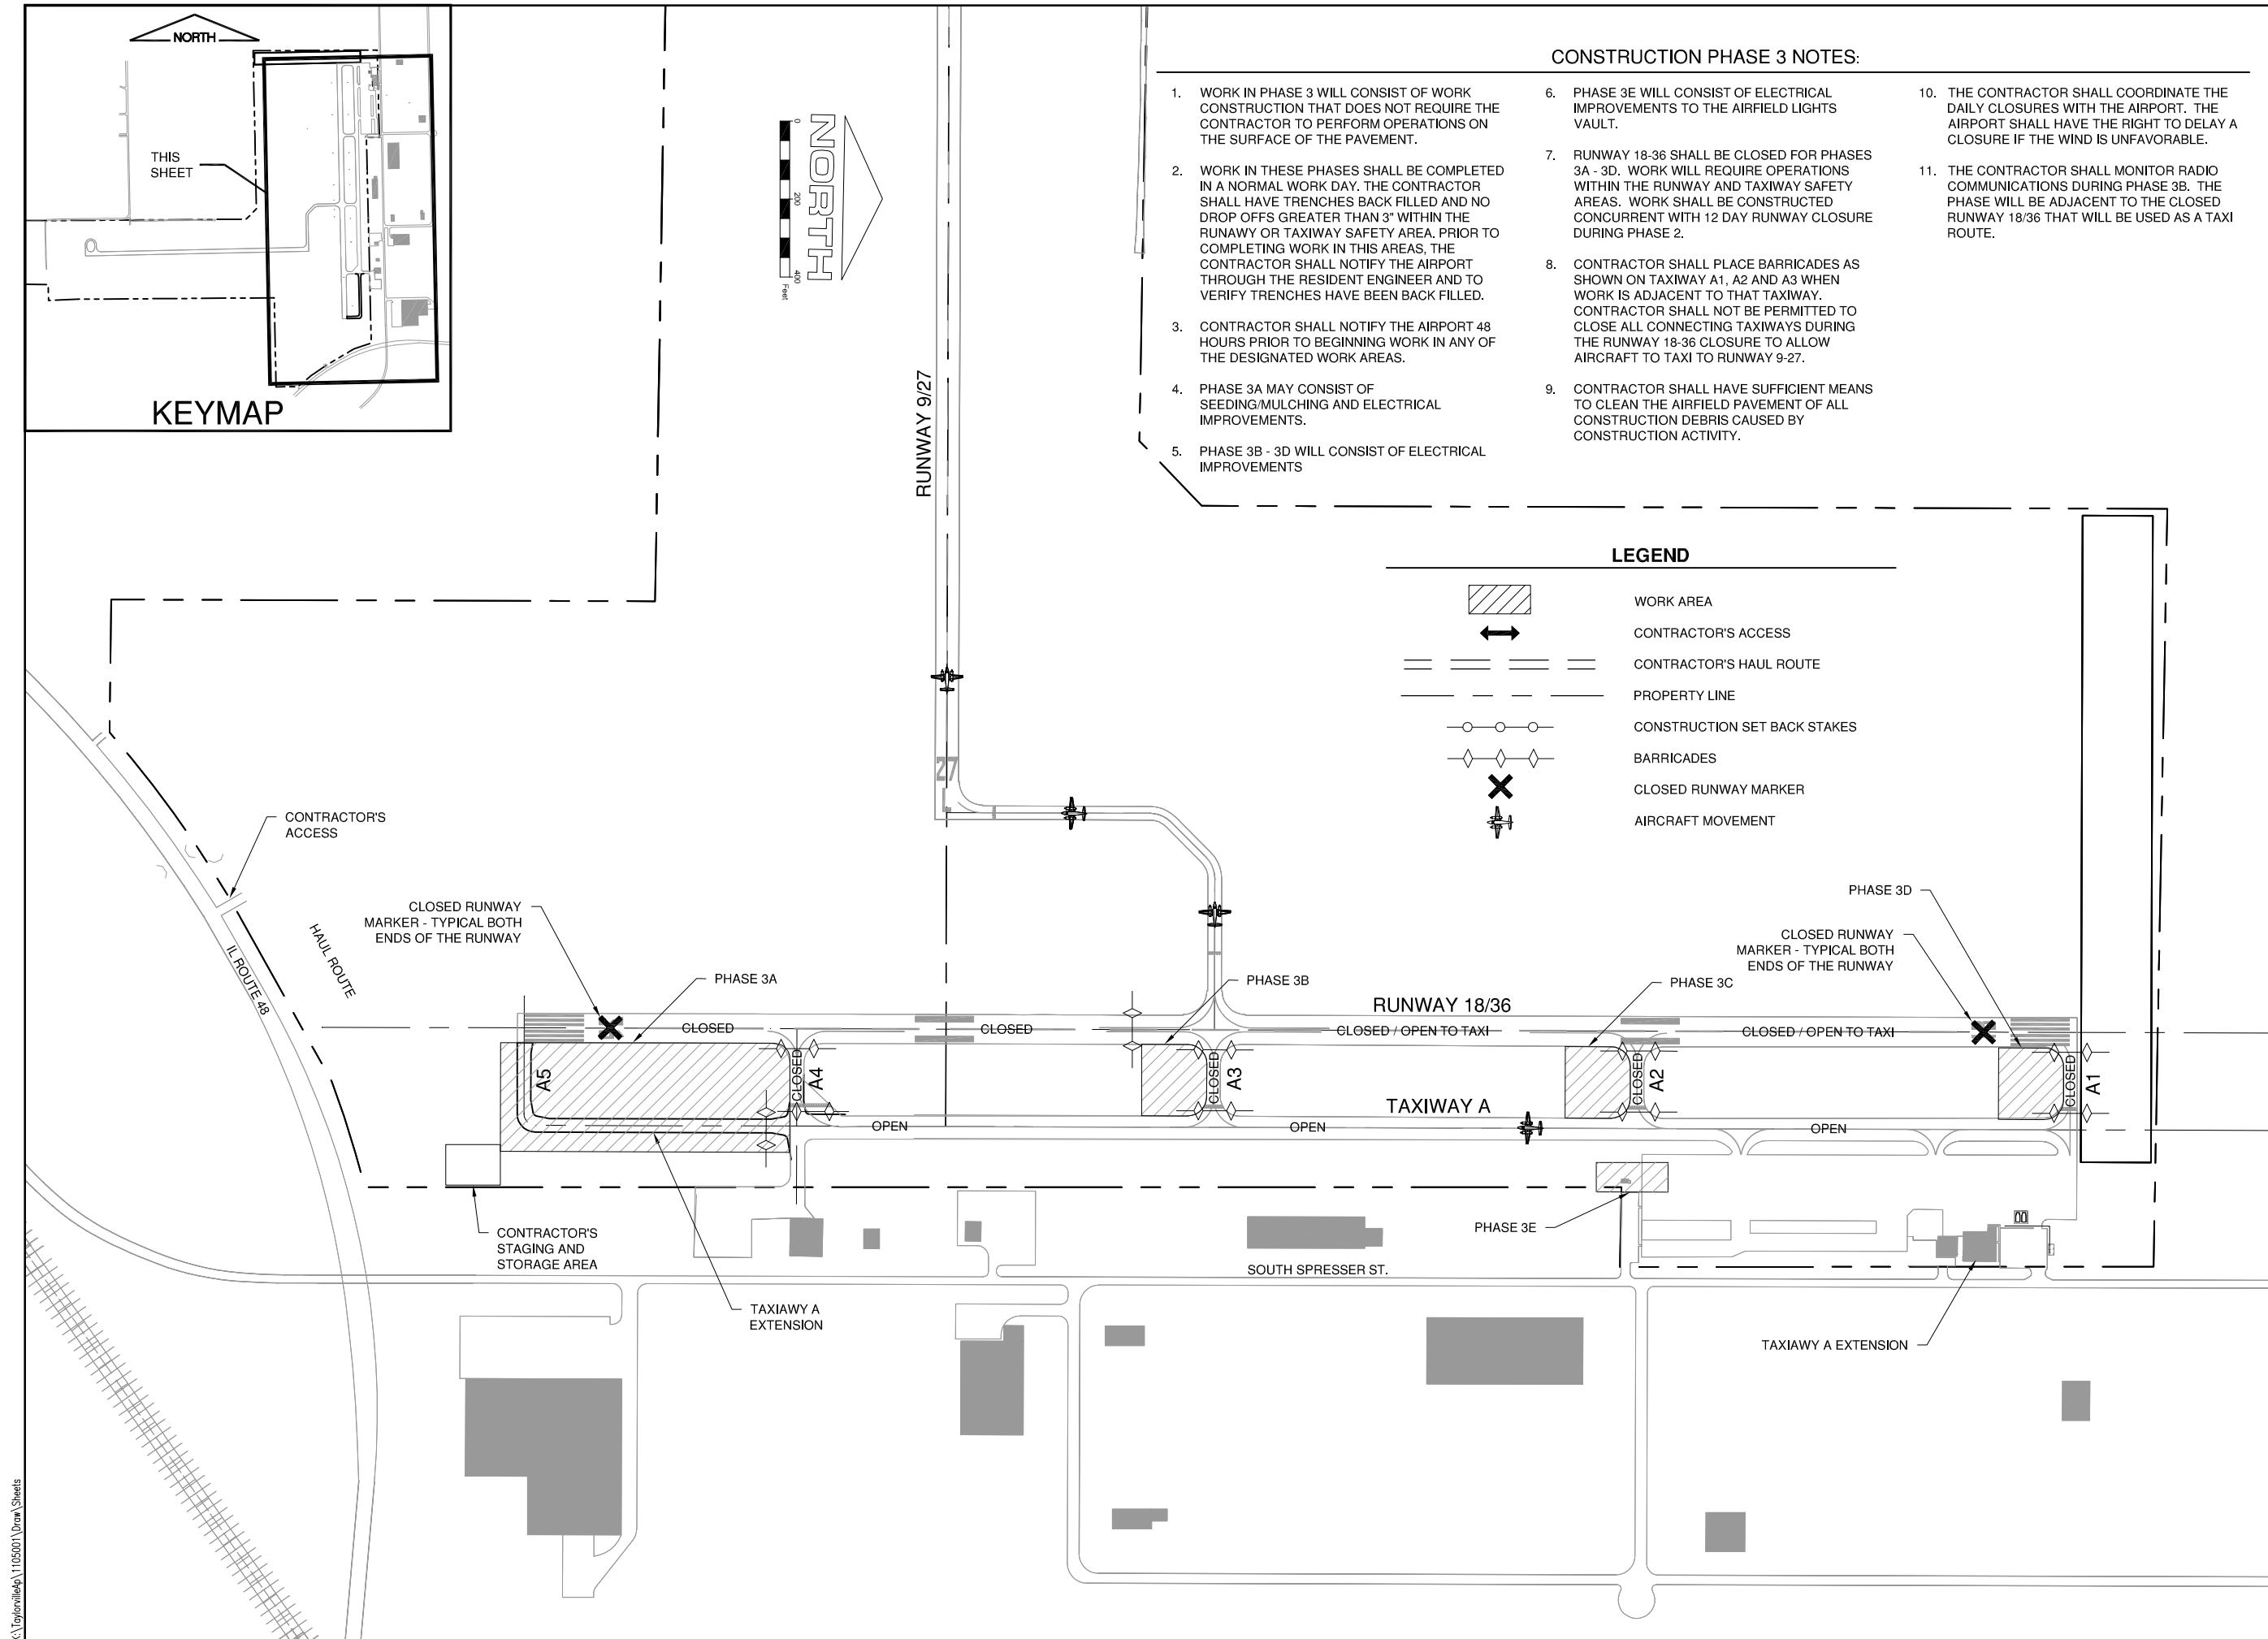 NORTH
THIS
SHEET
KEYMAP
NORTH
0
200
400
Feet
CONSTRUCTION PHASE 3 NOTES:
1. WORK IN PHASE 3 WILL CONSIST OF WORK
CONSTRUCTION THAT DOES NOT REQUIRE THE
CONTRACTOR TO PERFORM OPERATIONS ON
THE SURFACE OF THE PAVEMENT.
2. WORK IN THESE PHASES SHALL BE COMPLETED
IN A NORMAL WORK DAY. THE CONTRACTOR
SHALL HAVE TRENCHES BACK FILLED AND NO
DROP OFFS GREATER THAN 3" WITHIN THE
RUNAWY OR TAXIWAY SAFETY AREA. PRIOR TO
COMPLETING WORK IN THIS AREAS, THE
CONTRACTOR SHALL NOTIFY THE AIRPORT
THROUGH THE RESIDENT ENGINEER AND TO
VERIFY TRENCHES HAVE BEEN BACK FILLED.
3. CONTRACTOR SHALL NOTIFY THE AIRPORT 48
HOURS PRIOR TO BEGINNING WORK IN ANY OF
THE DESIGNATED WORK AREAS.
4. PHASE 3A MAY CONSIST OF
SEEDING/MULCHING AND ELECTRICAL
IMPROVEMENTS.
5. PHASE 3B - 3D WILL CONSIST OF ELECTRICAL
IMPROVEMENTS
6. PHASE 3E WILL CONSIST OF ELECTRICAL
IMPROVEMENTS TO THE AIRFIELD LIGHTS
VAULT.
7. RUNWAY 18-36 SHALL BE CLOSED FOR PHASES
3A - 3D. WORK WILL REQUIRE OPERATIONS
WITHIN THE RUNWAY AND TAXIWAY SAFETY
AREAS. WORK SHALL BE CONSTRUCTED
CONCURRENT WITH 12 DAY RUNWAY CLOSURE
DURING PHASE 2.
8. CONTRACTOR SHALL PLACE BARRICADES AS
SHOWN ON TAXIWAY A1, A2 AND A3 WHEN
WORK IS ADJACENT TO THAT TAXIWAY.
CONTRACTOR SHALL NOT BE PERMITTED TO
CLOSE ALL CONNECTING TAXIWAYS DURING
THE RUNWAY 18-36 CLOSURE TO ALLOW
AIRCRAFT TO TAXI TO RUNWAY 9-27.
9. CONTRACTOR SHALL HAVE SUFFICIENT MEANS
TO CLEAN THE AIRFIELD PAVEMENT OF ALL
CONSTRUCTION DEBRIS CAUSED BY
CONSTRUCTION ACTIVITY.
10. THE CONTRACTOR SHALL COORDINATE THE
DAILY CLOSURES WITH THE AIRPORT. THE
AIRPORT SHALL HAVE THE RIGHT TO DELAY A
CLOSURE IF THE WIND IS UNFAVORABLE.
11. THE CONTRACTOR SHALL MONITOR RADIO
COMMUNICATIONS DURING PHASE 3B. THE
PHASE WILL BE ADJACENT TO THE CLOSED
RUNWAY 18/36 THAT WILL BE USED AS A TAXI
ROUTE.
LEGEND
WORK AREA
CONTRACTOR'S ACCESS
CONTRACTOR'S HAUL ROUTE
PROPERTY LINE
CONSTRUCTION SET BACK STAKES
BARRICADES
CLOSED RUNWAY MARKER
AIRCRAFT MOVEMENT
RUNWAY 9/27
27
CONTRACTOR'S
ACCESS
HAUL ROUTE
IL ROUTE 48
CLOSED RUNWAY
MARKER - TYPICAL BOTH
ENDS OF THE RUNWAY
PHASE 3A
PHASE 3B
PHASE 3C
PHASE 3D
CLOSED RUNWAY
MARKER - TYPICAL BOTH
ENDS OF THE RUNWAY
RUNWAY 18/36
CLOSED
CLOSED
CLOSED / OPEN TO TAXI
CLOSED / OPEN TO TAXI
A5
CLOSED
A4
CLOSED
A3
CLOSED
A2
CLOSED
A1
TAXIWAY A
OPEN
OPEN
OPEN
CONTRACTOR'S
STAGING AND
STORAGE AREA
TAXIAWY A
EXTENSION
PHASE 3E
SOUTH SPRESSER ST.
TAXIAWY A EXTENSION
K:\TaylorvilleAp\1105001\Draw\Sheets